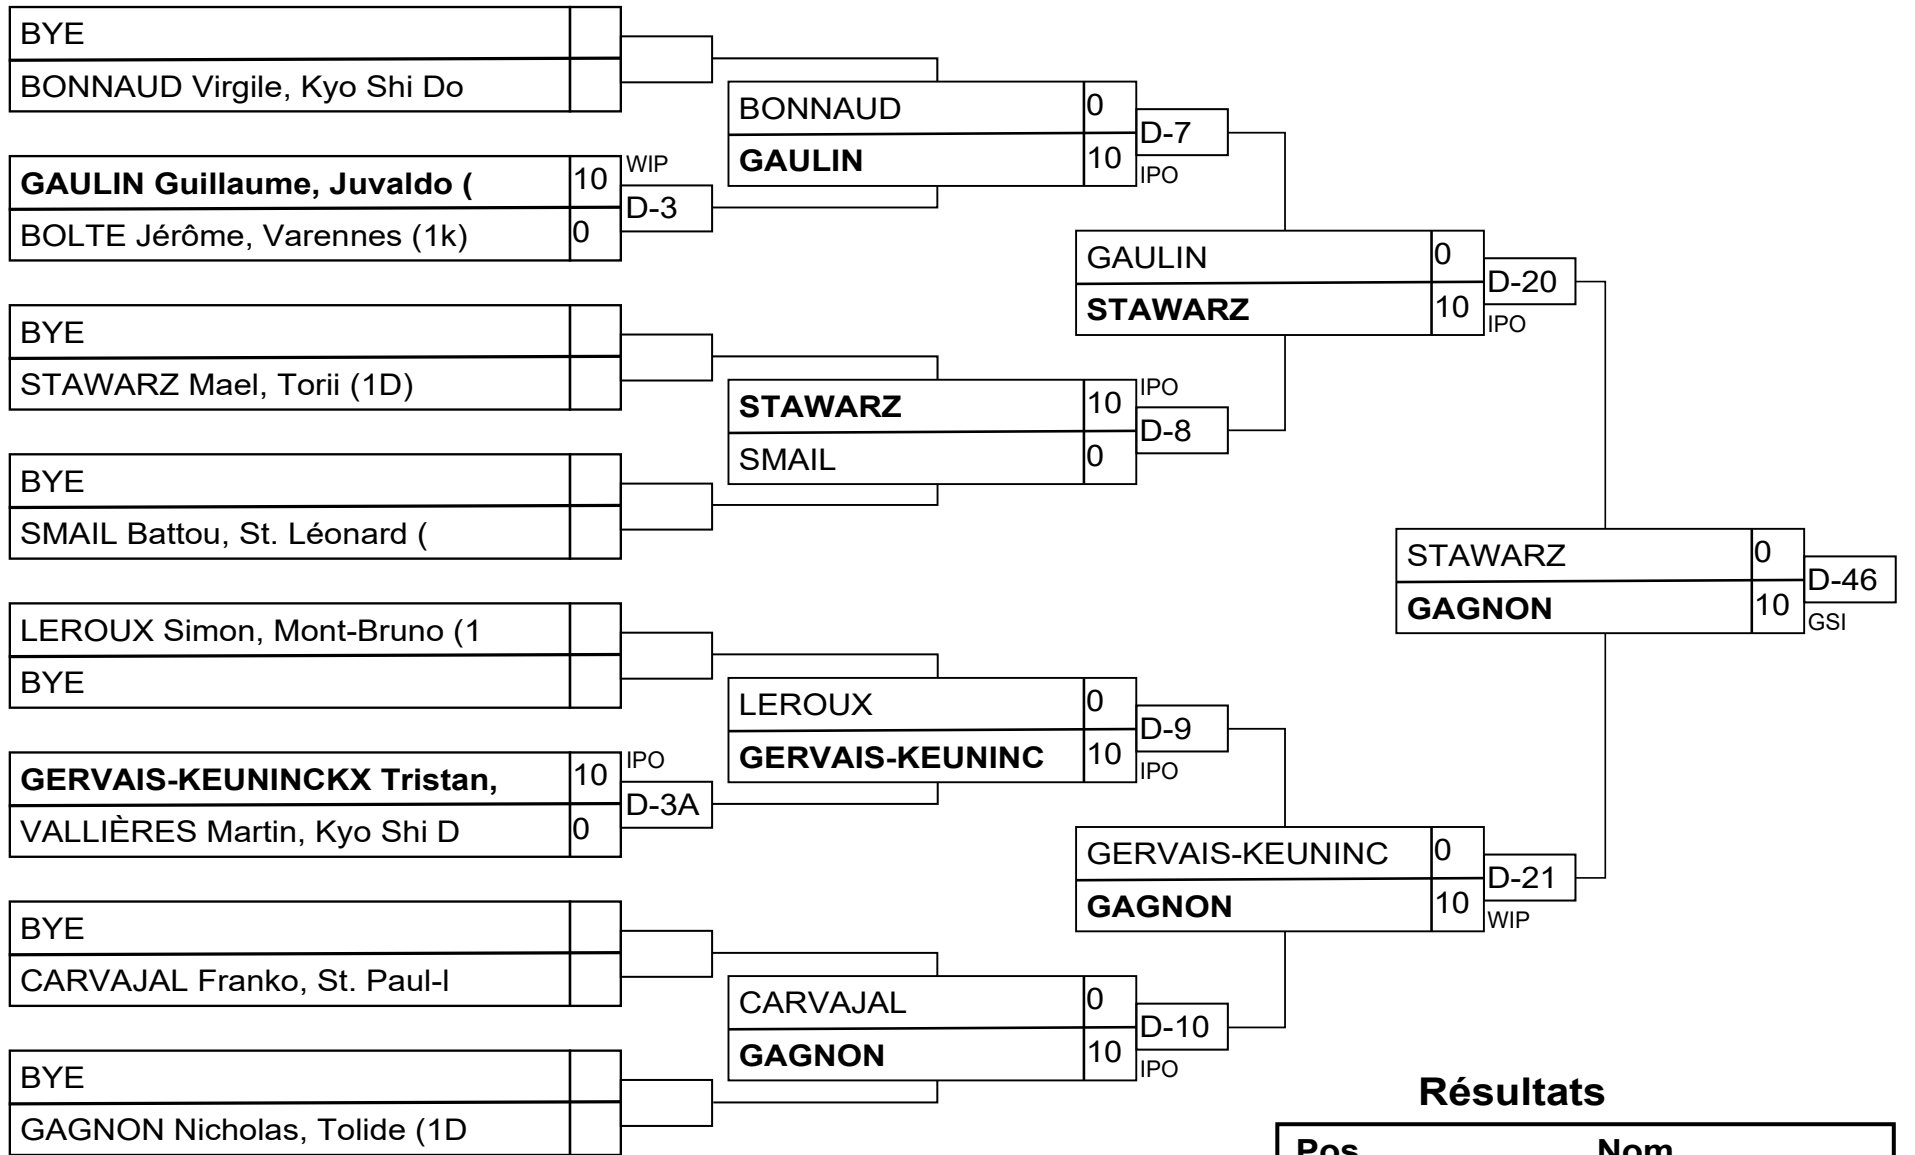 BYE
BONNAUD Virgile, Kyo Shi Do
GAULIN Guillaume, Juvaldo ( 10 WIP
BOLTE Jérôme, Varennes (1k) 0
D-3
BYE
STAWARZ Mael, Torii (1D)
BYE
SMAIL Battou, St. Léonard (
LEROUX Simon, Mont-Bruno (1
BYE
GERVAIS-KEUNINCKX Tristan, 10 IPO
VALLIÈRES Martin, Kyo Shi D 0
D-3A
BYE
CARVAJAL Franko, St. Paul-l
BYE
GAGNON Nicholas, Tolide (1D
BONNAUD 0
GAULIN 10
D-7
IPO
STAWARZ 10 IPO
SMAIL 0
D-8
LEROUX 0
GERVAIS-KEUNINC 10
D-9
IPO
CARVAJAL 0
GAGNON 10
D-10
IPO
GAULIN 0
STAWARZ 10
D-20
IPO
GERVAIS-KEUNINC 0
GAGNON 10
D-21
WIP
STAWARZ 0
GAGNON 10
D-46
GSI
Résultats
Pos Nom